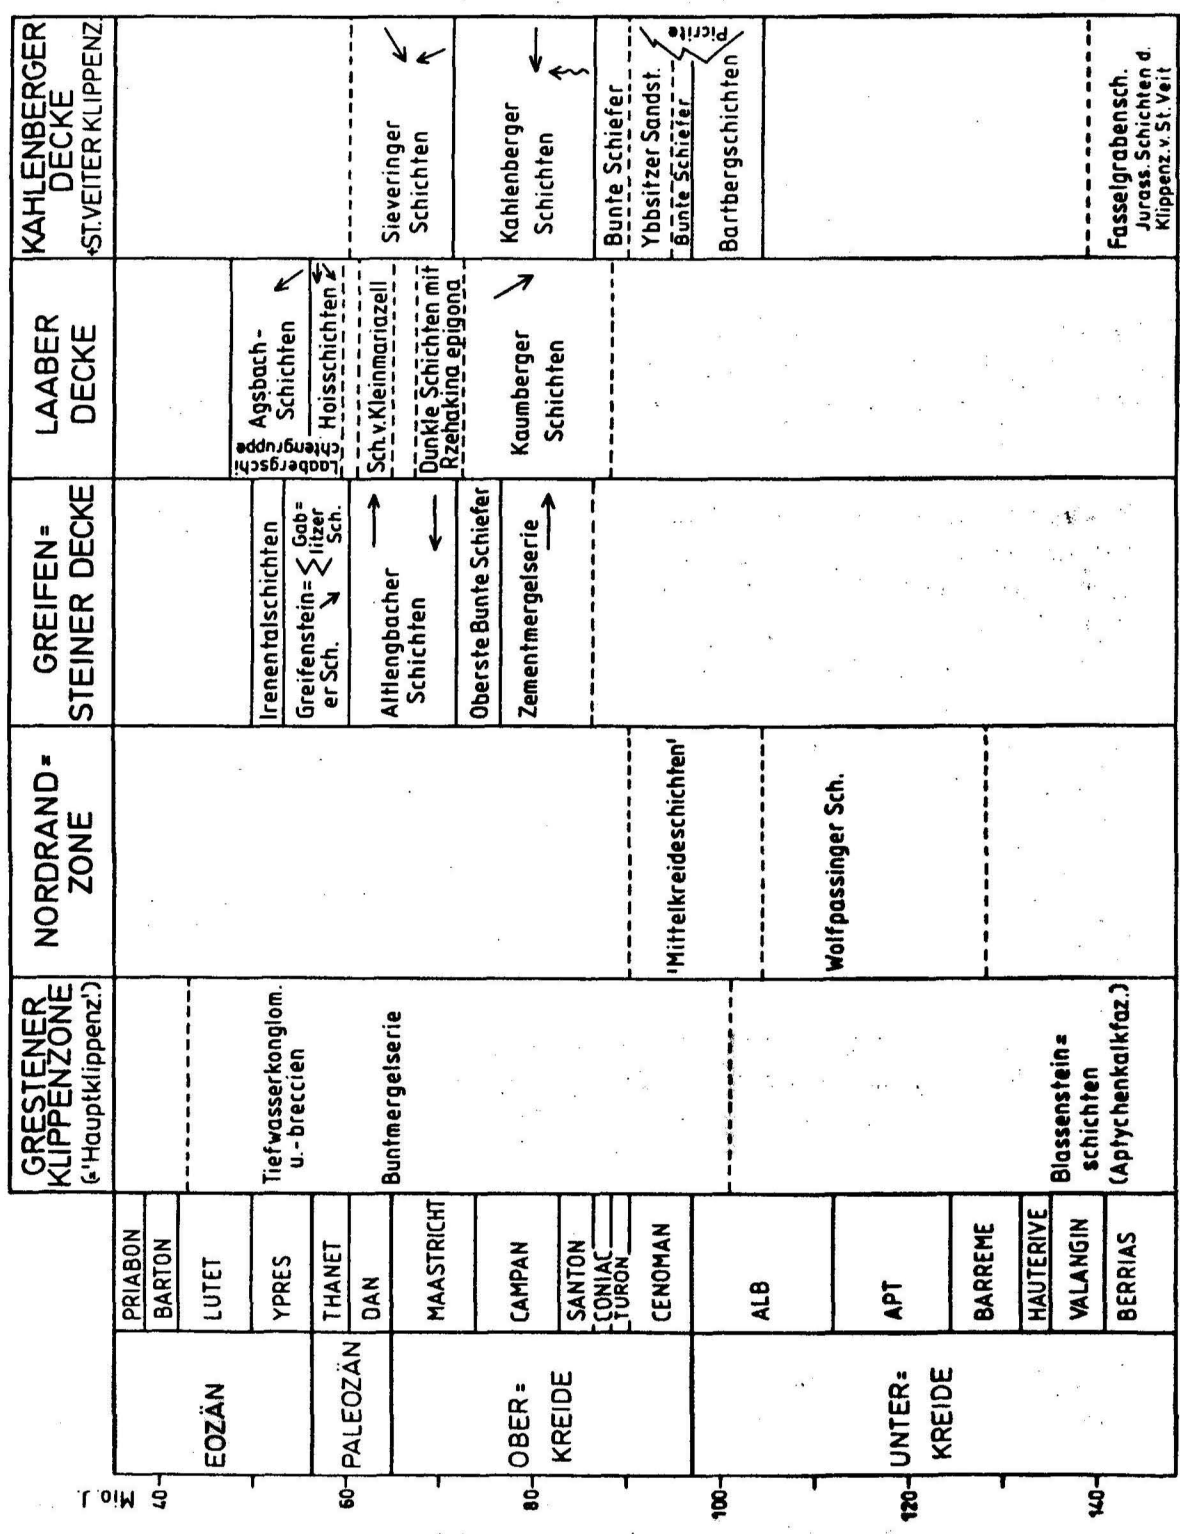 Mio. J.
GRESTENER
KLIPPENZONE
(='Hauptklippenz.')
NORDRAND=
ZONE
GREIFEN=
STEINER DECKE
LAABER
DECKE
KAHLENBERGER
DECKE
+ST.VEITER KLIPPENZ.
40
60
80
100
120
140
EOZÄN
PALEOZÄN
OBER=
KREIDE
UNTER=
KREIDE
PRIABON
BARTON
LUTET
YPRES
THANET
DAN
MAASTRICHT
CAMPAN
SANTON
CONIAC
TURON
CENOMAN
ALB
APT
BARREME
HAUTERIVE
VALANGIN
BERRIAS
Tiefwasserkonglom.
u.-breccien
Buntmergelserie
Blassenstein=
schichten
(Aptychenkalkfaz.)
'Mittelkreideschichten'
Wolfpassinger Sch.
Irenentalschichten
Greifenstein=
er Sch.
Gab=
litzer
Sch.
Altlengbacher
Schichten
Oberste Bunte Schiefer
Zementmergelserie
Laabergschi
chtengruppe
Agsbach-
Schichten
Hoisschichten
Sch.v.Kleinmariazell
Dunkle Schichten mit
Rzehakina epigona
Kaumberger
Schichten
Sieveringer
Schichten
Kahlenberger
Schichten
Bunte Schiefer
Ybbsitzer Sandst.
Bunte Schiefer
Picrite
Bartbergschichten
Fasselgrabensch.
Jurass. Schichten d.
Klippenz.v. St. Veit